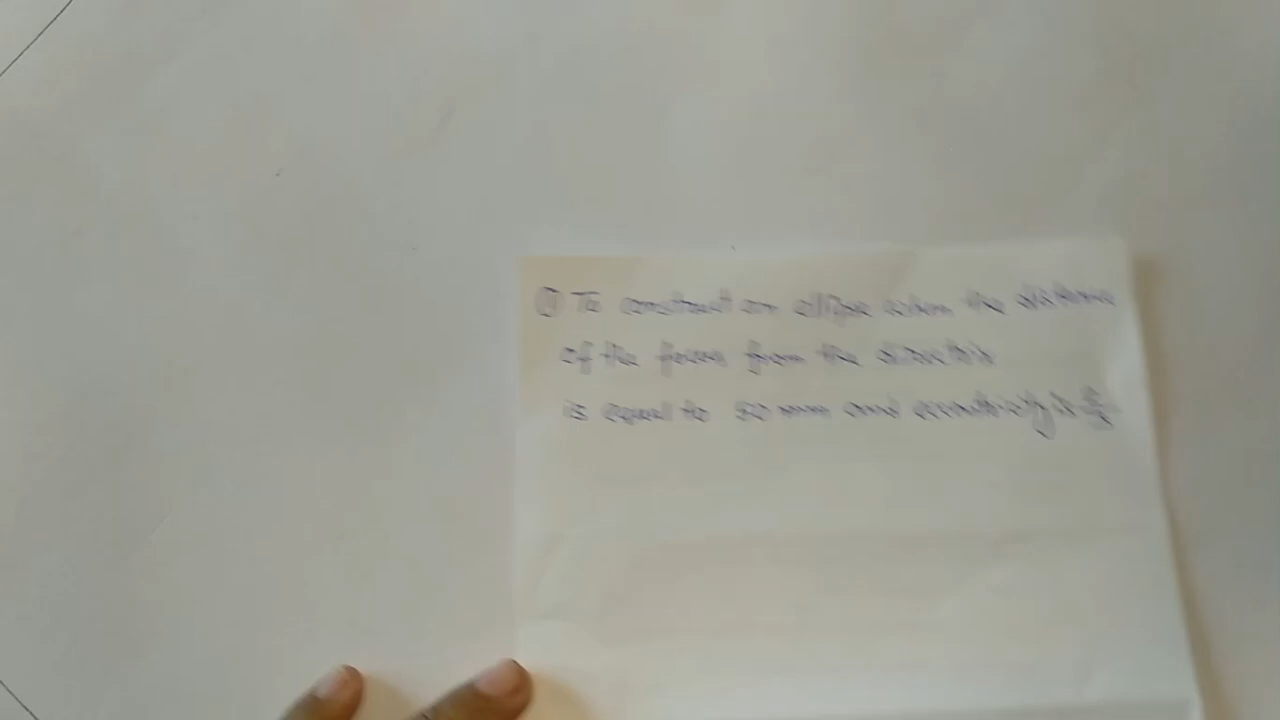 Q To construct an ellipse when the distance
of the focus from the directrix
is equal to 50 mm and eccentricity is